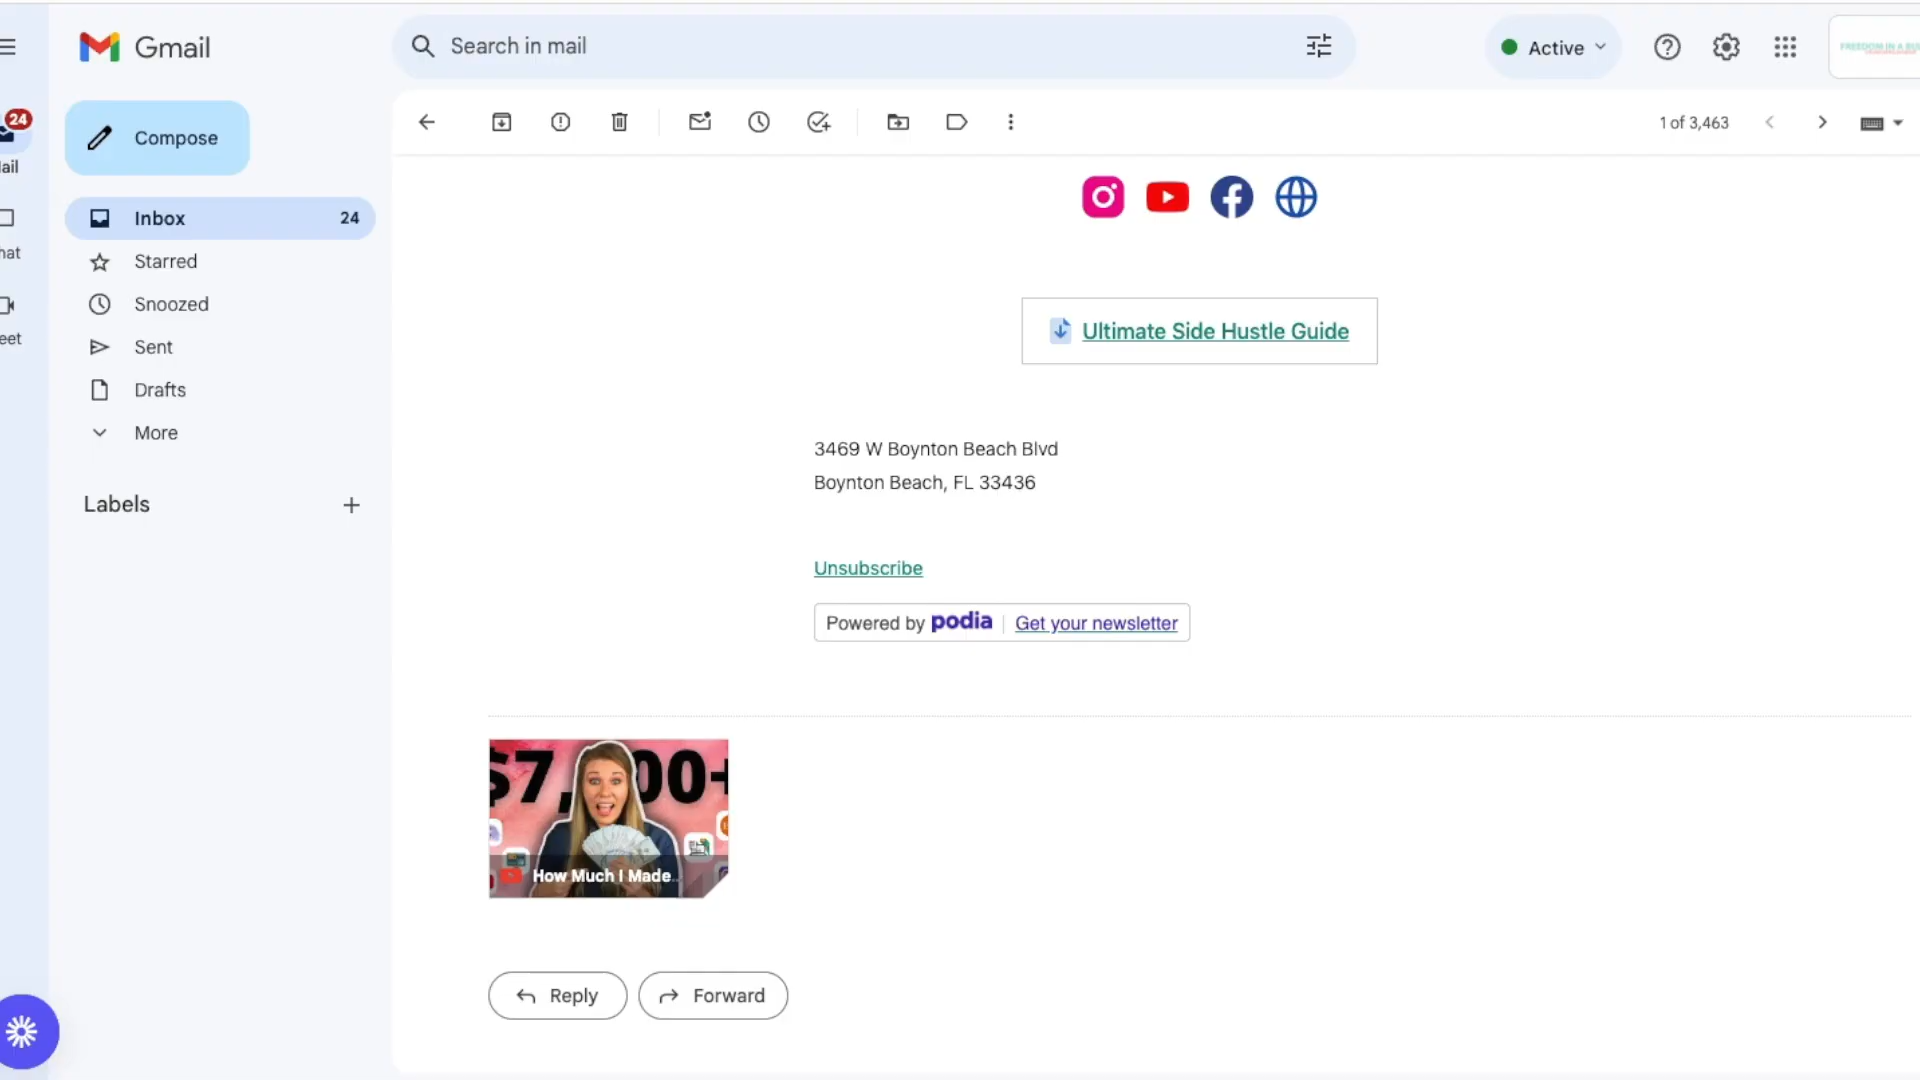 Gmail
Search in mail
Active
24
Compose
1 of 3,463
Inbox 24
Starred
Snoozed
Sent
Drafts
More
Labels
Ultimate Side Hustle Guide
3469 W Boynton Beach Blvd
Boynton Beach, FL 33436
Unsubscribe
Powered by podia
Get your newsletter
How Much I Made
Reply
Forward